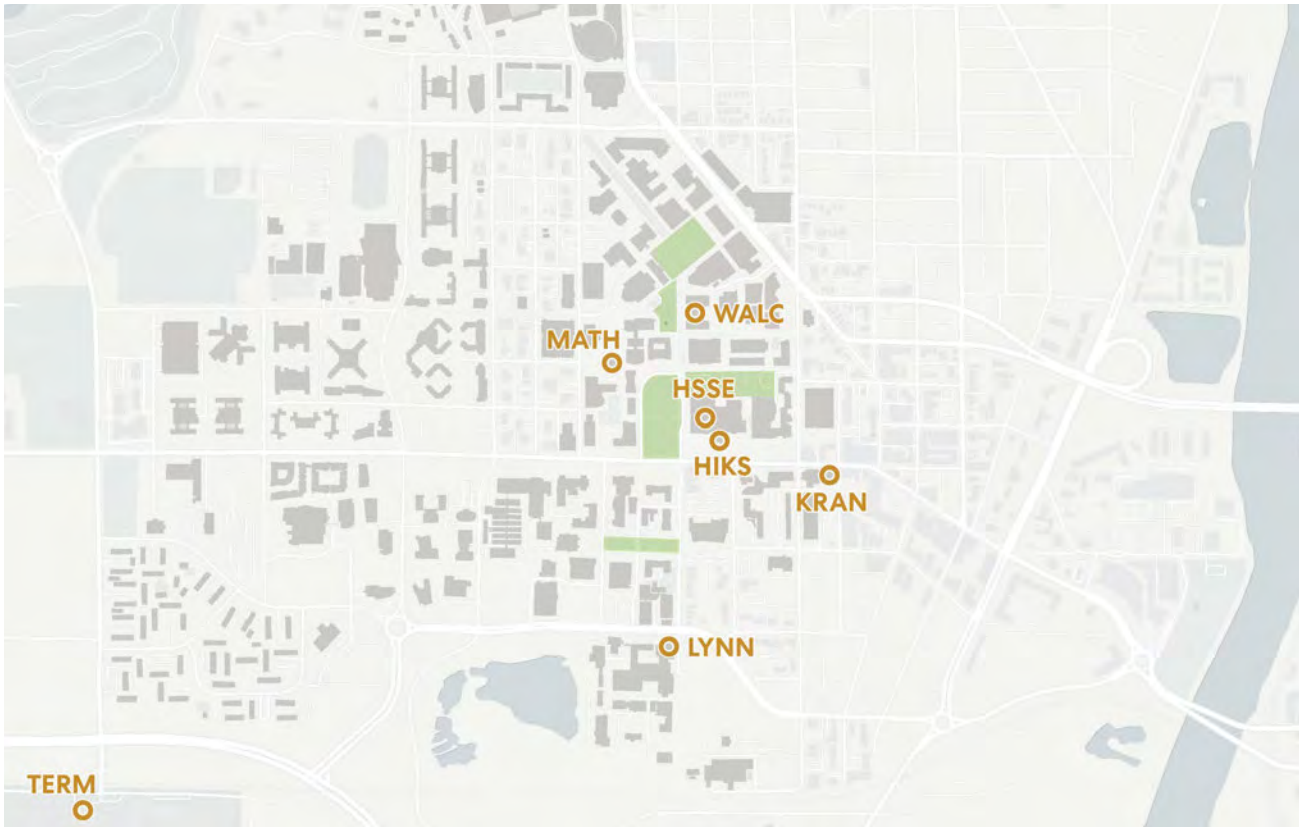 WALC
MATH
HSSE
HIKS
KRAN
LYNN
TERM